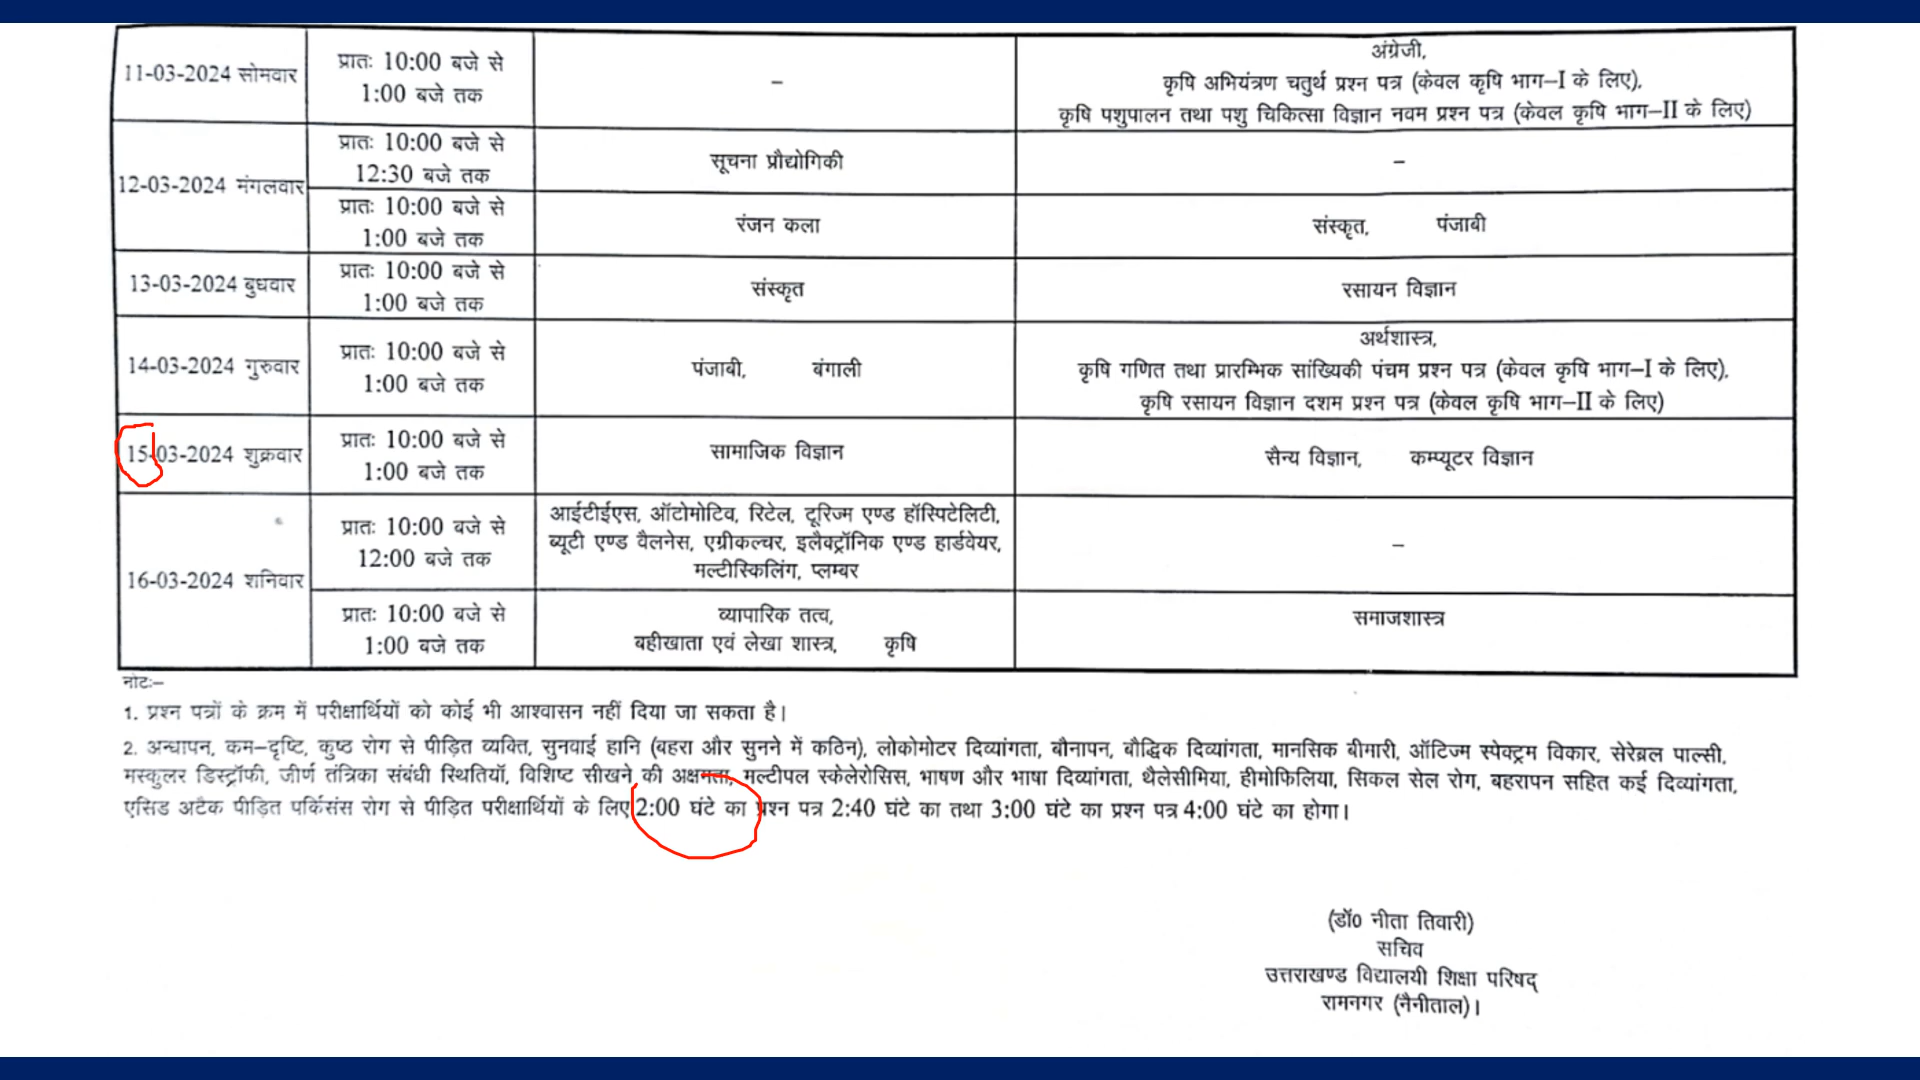 11-03-2024 सोमवार
प्रातः 10:00 बजे से
1:00 बजे तक
–
अंग्रेजी,
कृषि अभियंत्रण चतुर्थ प्रश्न पत्र (केवल कृषि भाग–I के लिए),
कृषि पशुपालन तथा पशु चिकित्सा विज्ञान नवम प्रश्न पत्र (केवल कृषि भाग–II के लिए)
12-03-2024 मंगलवार
प्रातः 10:00 बजे से
12:30 बजे तक
सूचना प्रौद्योगिकी
–
प्रातः 10:00 बजे से
1:00 बजे तक
रंजन कला
संस्कृत, पंजाबी
13-03-2024 बुधवार
प्रातः 10:00 बजे से
1:00 बजे तक
संस्कृत
रसायन विज्ञान
14-03-2024 गुरुवार
प्रातः 10:00 बजे से
1:00 बजे तक
पंजाबी, बंगाली
अर्थशास्त्र,
कृषि गणित तथा प्रारम्भिक सांख्यिकी पंचम प्रश्न पत्र (केवल कृषि भाग–I के लिए),
कृषि रसायन विज्ञान दशम प्रश्न पत्र (केवल कृषि भाग–II के लिए)
15-03-2024 शुक्रवार
प्रातः 10:00 बजे से
1:00 बजे तक
सामाजिक विज्ञान
सैन्य विज्ञान, कम्प्यूटर विज्ञान
16-03-2024 शनिवार
प्रातः 10:00 बजे से
12:00 बजे तक
आईटीईएस, ऑटोमोटिव, रिटेल, टूरिज्म एण्ड हॉस्पिटेलिटी,
ब्यूटी एण्ड वैलनेस, एग्रीकल्चर, इलैक्ट्रॉनिक एण्ड हार्डवेयर,
मल्टीस्किलिंग, प्लम्बर
–
प्रातः 10:00 बजे से
1:00 बजे तक
व्यापारिक तत्व,
बहीखाता एवं लेखा शास्त्र, कृषि
समाजशास्त्र
नोटः–
1. प्रश्न पत्रों के क्रम में परीक्षार्थियों को कोई भी आश्वासन नहीं दिया जा सकता है।
2. अन्धापन, कम–दृष्टि, कुष्ठ रोग से पीड़ित व्यक्ति, सुनवाई हानि (बहरा और सुनने में कठिन), लोकोमोटर दिव्यांगता, बौनापन, बौद्धिक दिव्यांगता, मानसिक बीमारी, ऑटिज्म स्पेक्ट्रम विकार, सेरेब्रल पाल्सी,
मस्कुलर डिस्ट्रॉफी, जीर्ण तंत्रिका संबंधी स्थितियॉ, विशिष्ट सीखने की अक्षमता, मल्टीपल स्केलेरोसिस, भाषण और भाषा दिव्यांगता, थैलेसीमिया, हीमोफिलिया, सिकल सेल रोग, बहरापन सहित कई दिव्यांगता,
एसिड अटैक पीड़ित पर्किसंस रोग से पीड़ित परीक्षार्थियों के लिए 2:00 घंटे का प्रश्न पत्र 2:40 घंटे का तथा 3:00 घंटे का प्रश्न पत्र 4:00 घंटे का होगा।
(डॉ0 नीता तिवारी)
सचिव
उत्तराखण्ड विद्यालयी शिक्षा परिषद्
रामनगर (नैनीताल)।